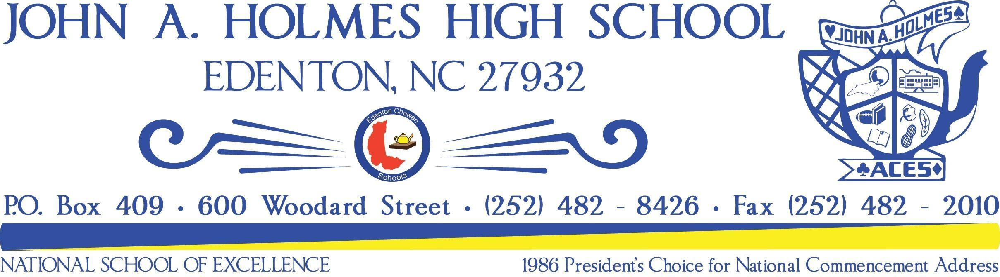 JOHN A. HOLMES HIGH SCHOOL
EDENTON, NC 27932
♥JOHN A. HOLMES♠
♣ACES♦
Edenton Chowan
Schools
P.O. Box 409 • 600 Woodard Street • (252) 482 - 8426 • Fax (252) 482 - 2010
NATIONAL SCHOOL OF EXCELLENCE
1986 President's Choice for National Commencement Address